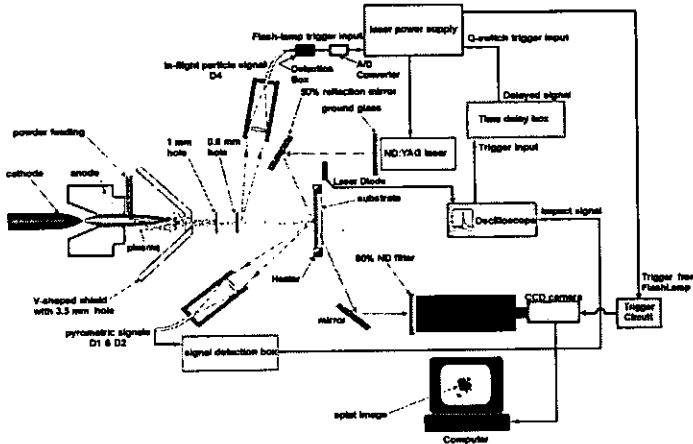 Flash-lamp trigger input
laser power supply
Q-switch trigger input
In-flight particle signal
D4
Detection
Box
A/D
Converter
50% reflection mirror
ground glass
Delayed signal
Time delay box
powder feeding
1 mm
hole
0.6 mm
hole
ND:YAG laser
Trigger input
cathode
anode
Laser Diode
substrate
Oscilloscope
Impact signal
plasma
Heater
80% ND filter
V-shaped shield
with 3.5 mm hole
mirror
CCD camera
Trigger from
FlashLamp
Trigger
Circuit
pyrometric signals
D1 & D2
signal detection box
splat image
Computer